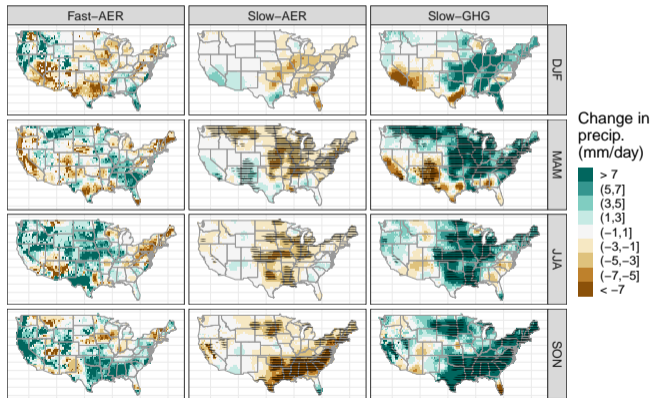 Fast−AER
Slow−AER
Slow−GHG
DJF
MAM
JJA
SON
Change in
precip.
(mm/day)
> 7
(5,7]
(3,5]
(1,3]
(−1,1]
(−3,−1]
(−5,−3]
(−7,−5]
< −7